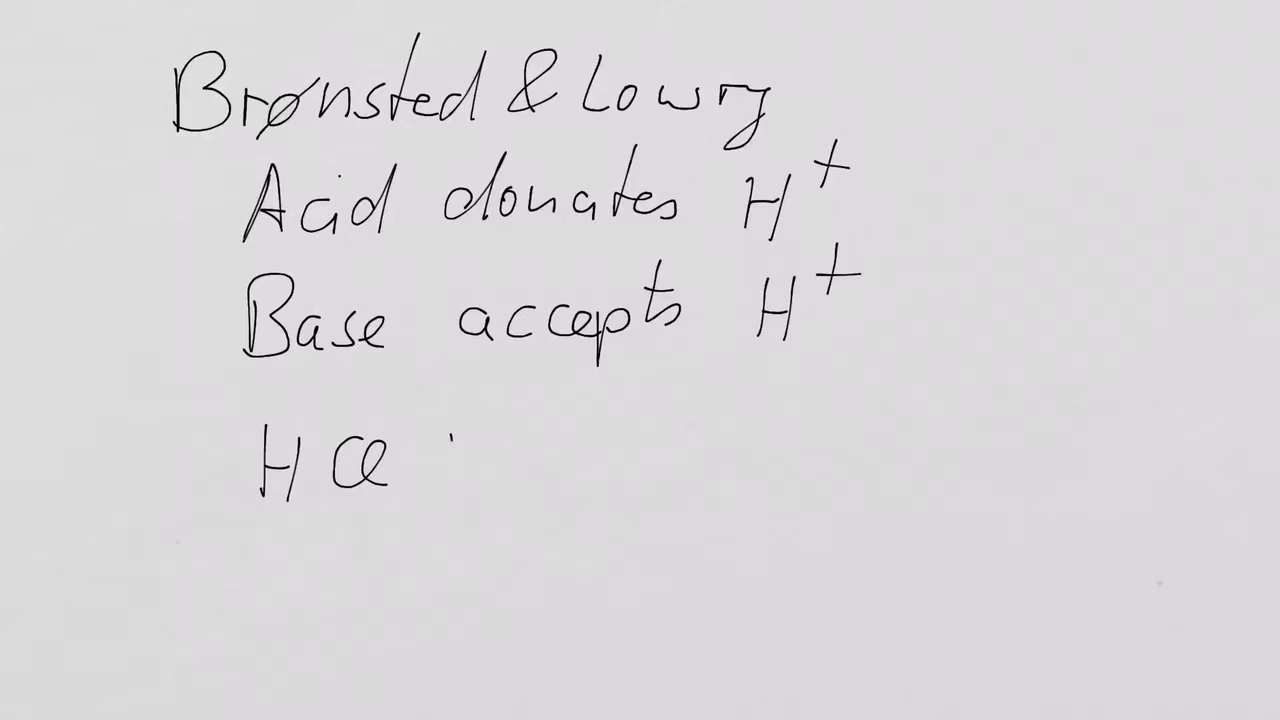 Brønsted & Lowry
Acid donates H⁺
Base accepts H⁺
HCl